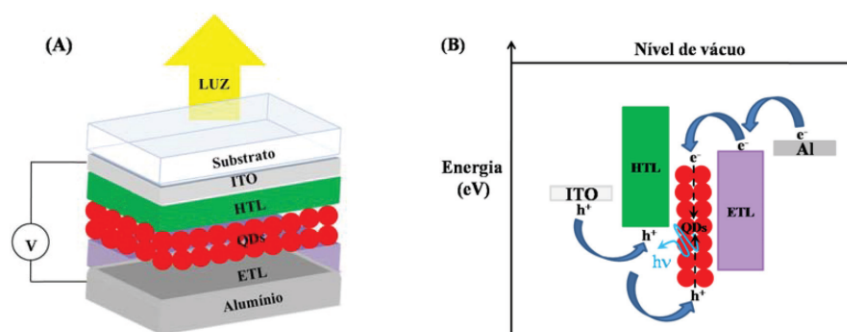 (A)
LUZ
Substrato
ITO
HTL
QDs
ETL
Alumínio
V
(B)
Nível de vácuo
Energia
(eV)
e⁻
Al
e⁻
e⁻
HTL
ITO
h⁺
ETL
QDs
h⁺
hν
h⁺